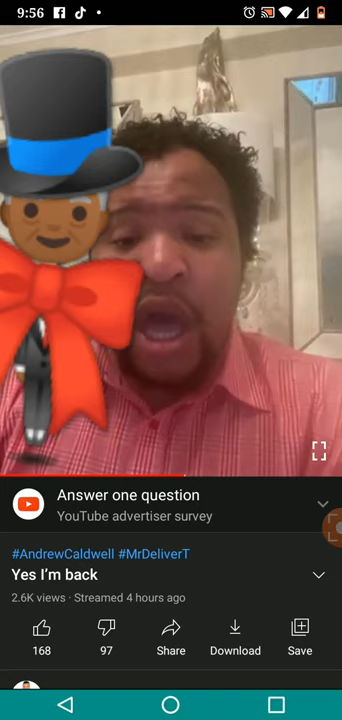 9:56
Answer one question
YouTube advertiser survey
#AndrewCaldwell #MrDeliverT
Yes I'm back
2.6K views · Streamed 4 hours ago
168
97
Share
Download
Save